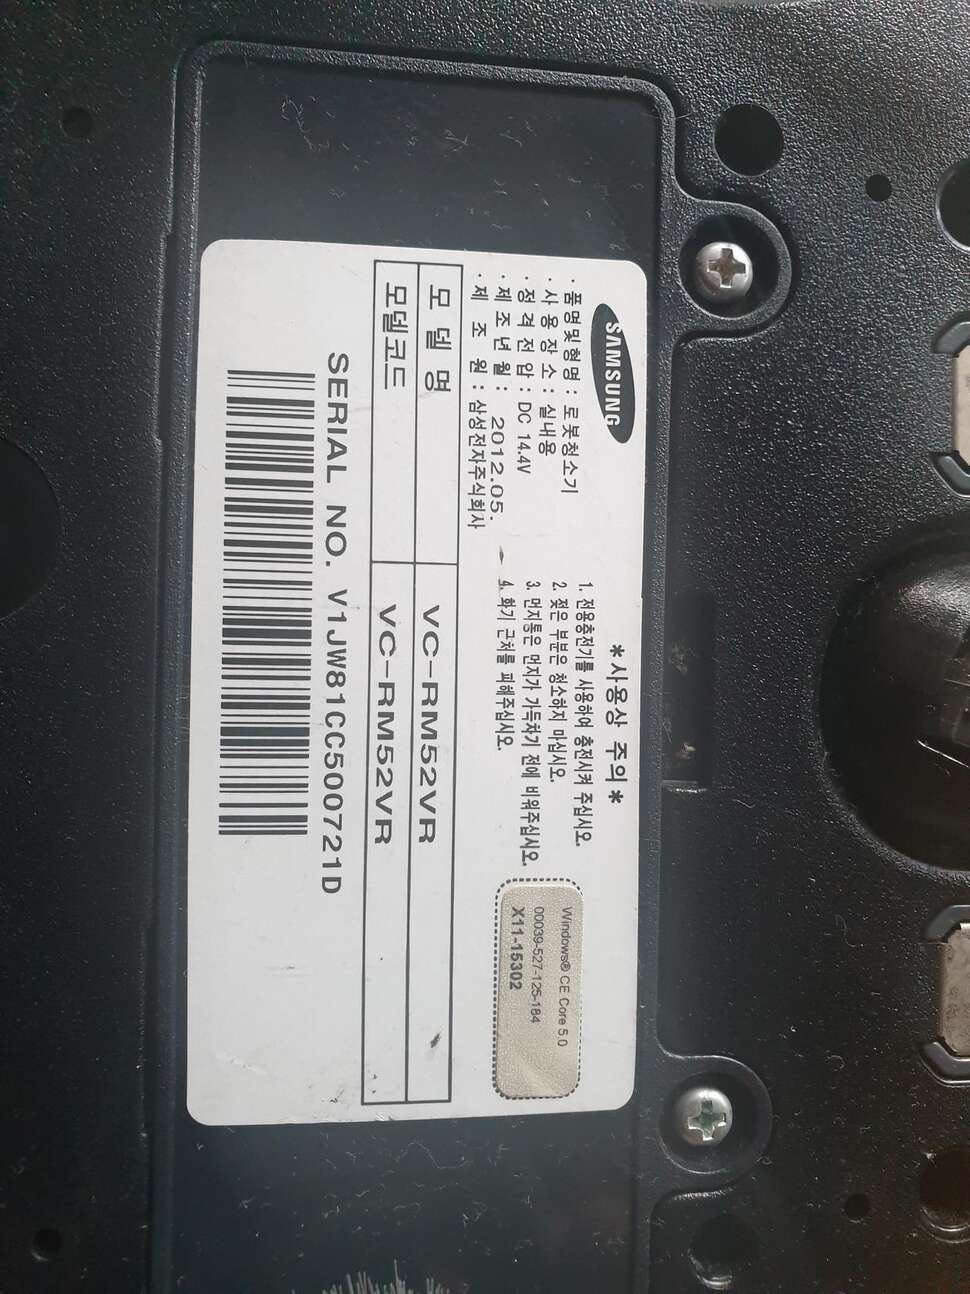 SAMSUNG
· 품명및형명 : 로봇청소기
· 사용장소 : 실내용
· 정격전압 : DC 14.4V
· 제조년월 : 2012.05.
· 제 조 원 : 삼성전자주식회사
*사용상 주의*
1. 전용충전기를 사용하여 충전시켜 주십시오.
2. 젖은 부분은 청소하지 마십시오.
3. 먼지통은 먼지가 가득차기 전에 비워주십시오.
4. 화기 근처를 피해주십시오.
Windows® CE Core 5.0
00039-527-125-184
X11-15302
모 델 명 VC-RM52VR
모델코드 VC-RM52VR
SERIAL NO. V1JW81CC500721D